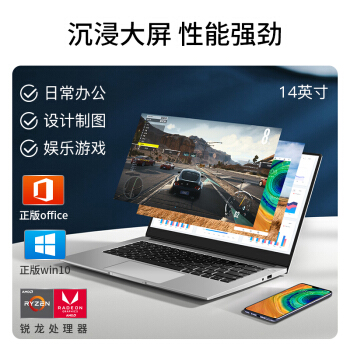 沉浸大屏 性能强劲
日常办公
14英寸
设计制图
娱乐游戏
正版office
正版win10
AMD
RYZEN
AMD
RADEON
GRAPHICS
锐龙处理器